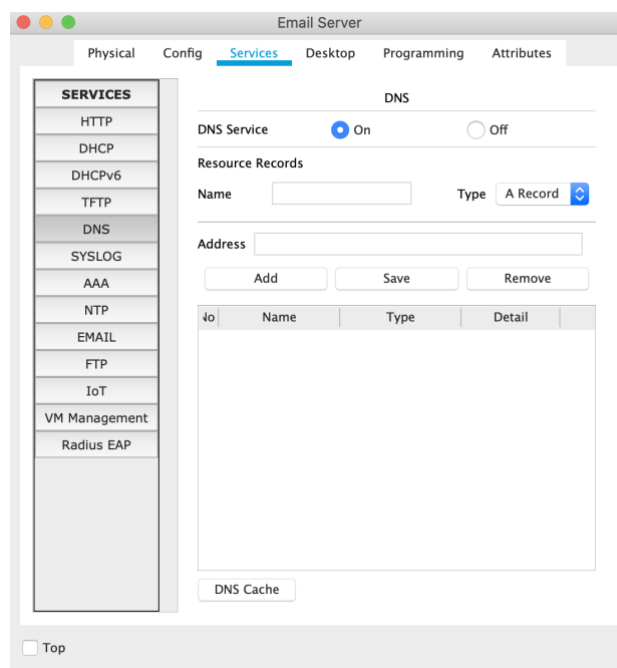 Email Server
Physical Config Services Desktop Programming Attributes
SERVICES
HTTP
DHCP
DHCPv6
TFTP
DNS
SYSLOG
AAA
NTP
EMAIL
FTP
IoT
VM Management
Radius EAP
DNS
DNS Service On Off
Resource Records
Name Type A Record
Address
Add Save Remove
Name Type Detail
DNS Cache
Top